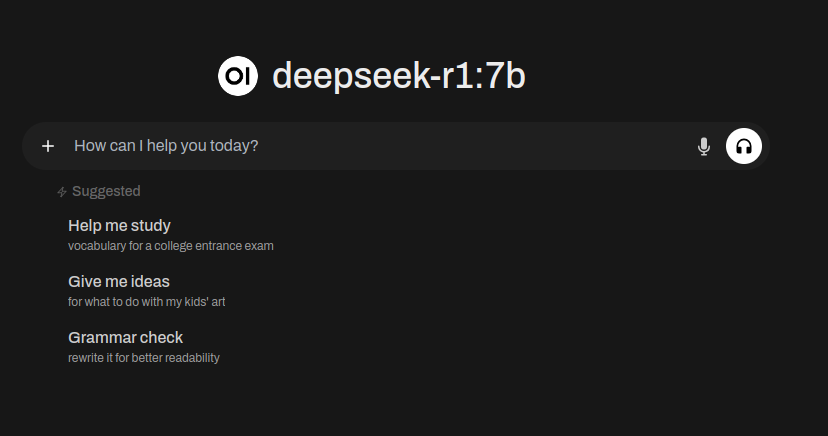 OI deepseek-r1:7b
How can I help you today?
Suggested
Help me study
vocabulary for a college entrance exam
Give me ideas
for what to do with my kids' art
Grammar check
rewrite it for better readability